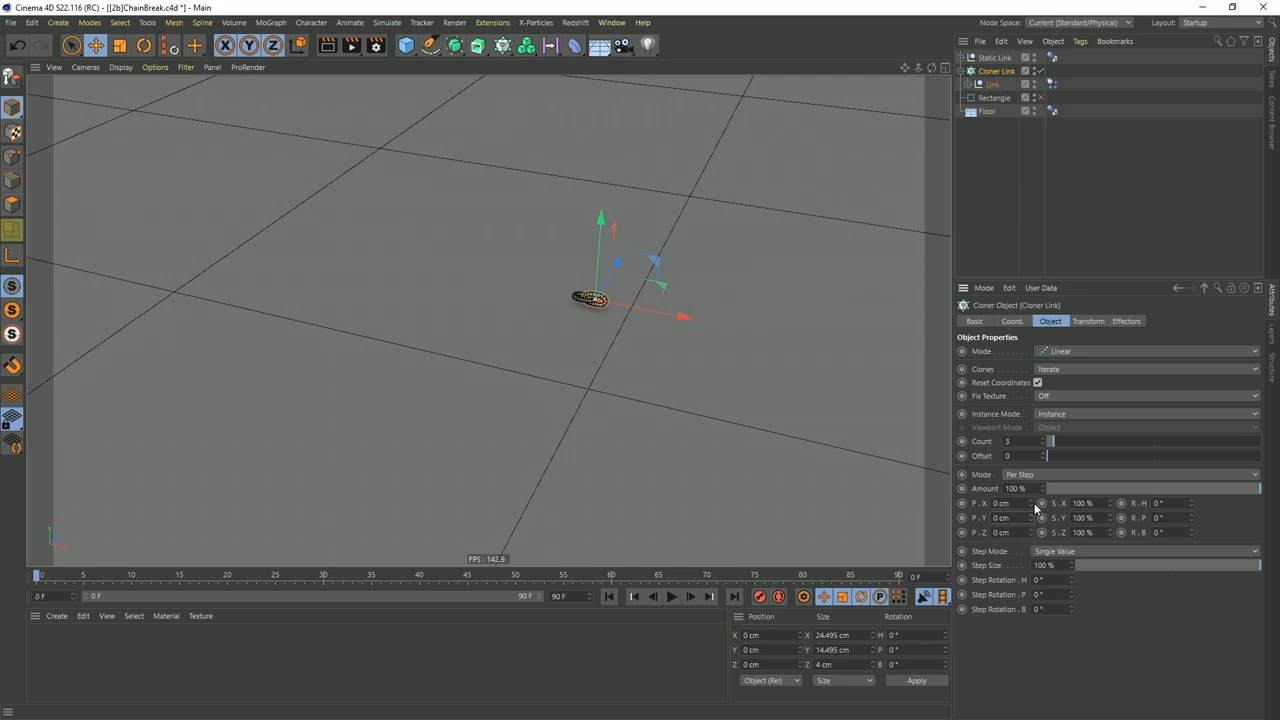 Cinema 4D S22.116 (RC) - [[2b]ChainBreak.c4d *] - Main
File Edit Create Modes Select Tools Mesh Spline Volume MoGraph Character Animate Simulate Tracker Render Extensions X-Particles Redshift Window Help
Node Space: Current (Standard/Physical) Layout: Startup
View Cameras Display Options Filter Panel ProRender
File Edit View Object Tags Bookmarks
Static Link
Cloner Link
Link
Rectangle
Floor
Objects
Takes
Content Browser
Mode Edit User Data
Attributes
Layers
Structure
Cloner Object [Cloner Link]
Basic Coord. Object Transform Effectors
Object Properties
Mode Linear
Clones Iterate
Reset Coordinates
Fix Texture Off
Instance Mode Instance
Viewport Mode Object
Count 3
Offset 0
Mode Per Step
Amount 100 %
P . X 0 cm S . X 100 % R . H 0 °
P . Y 0 cm S . Y 100 % R . P 0 °
P . Z 0 cm S . Z 100 % R . B 0 °
Step Mode Single Value
Step Size 100 %
Step Rotation . H 0 °
Step Rotation . P 0 °
Step Rotation . B 0 °
FPS : 142.9
0 5 10 15 20 25 30 35 40 45 50 55 60 65 70 75 80 85 90 0 F
0 F 0 F 90 F 90 F
Create Edit View Select Material Texture
Position Size Rotation
X 0 cm X 24.495 cm H 0 °
Y 0 cm Y 14.495 cm P 0 °
Z 0 cm Z 4 cm B 0 °
Object (Rel) Size Apply